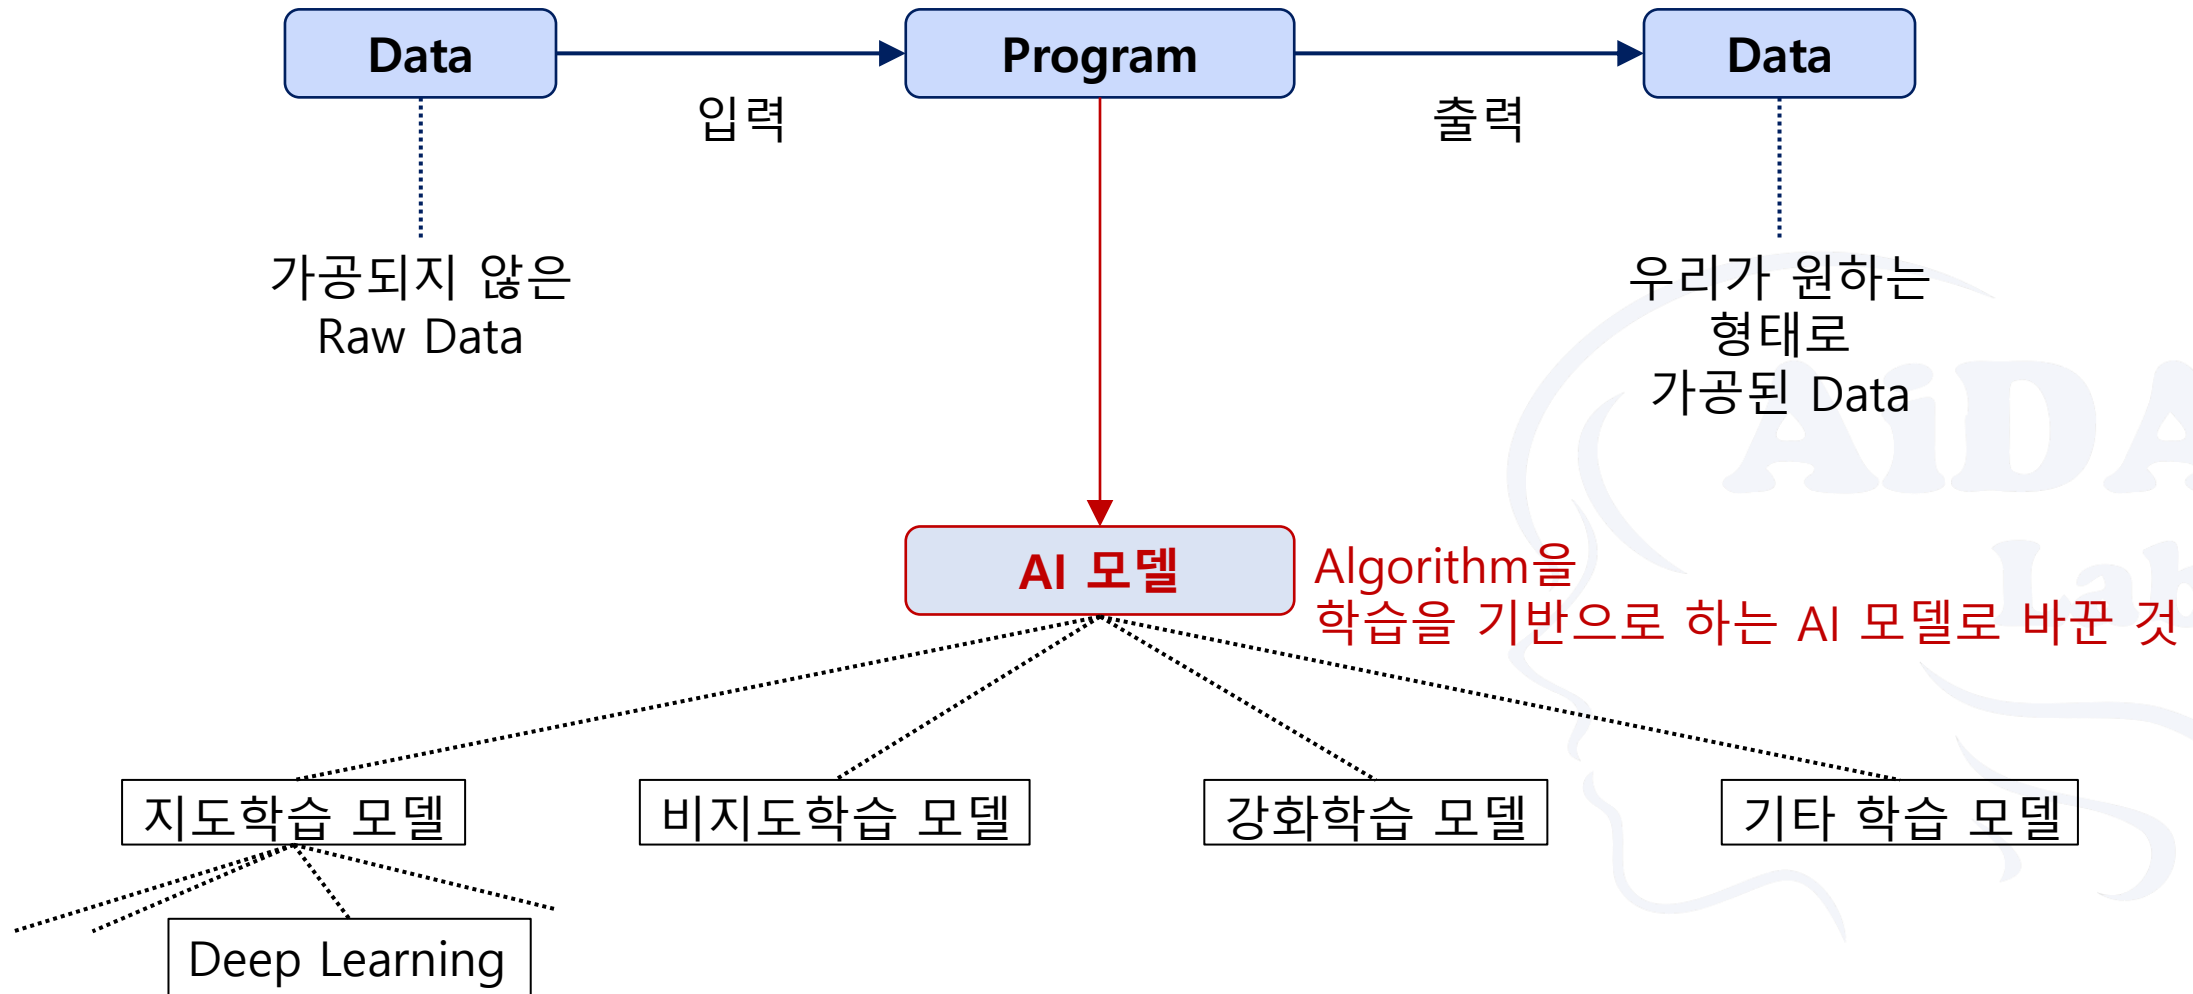 Data
Program
Data
입력
출력
가공되지 않은
Raw Data
우리가 원하는
형태로
가공된 Data
AiDA
Lab
AI 모델
Algorithm을
학습을 기반으로 하는 AI 모델로 바꾼 것
지도학습 모델
비지도학습 모델
강화학습 모델
기타 학습 모델
Deep Learning